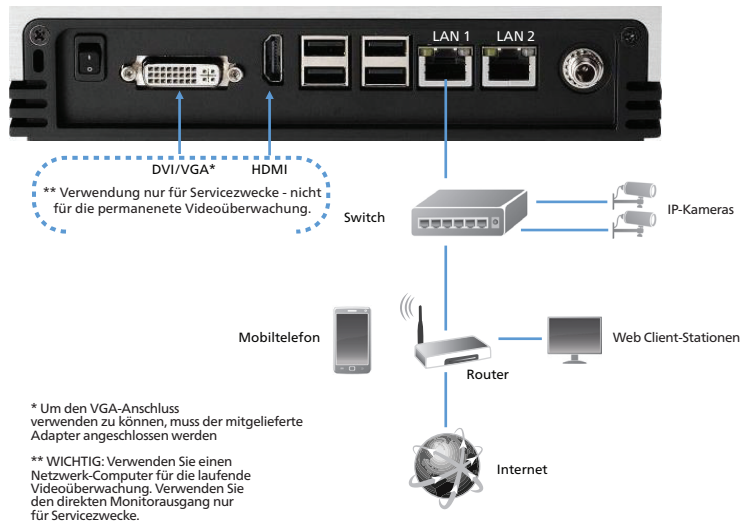 LAN 1 LAN 2
DVI/VGA* HDMI
** Verwendung nur für Servicezwecke - nicht
für die permanenete Videoüberwachung.
Switch
IP-Kameras
Mobiltelefon
Web Client-Stationen
Router
* Um den VGA-Anschluss
verwenden zu können, muss der mitgelieferte
Adapter angeschlossen werden
** WICHTIG: Verwenden Sie einen
Netzwerk-Computer für die laufende
Videoüberwachung. Verwenden Sie
den direkten Monitorausgang nur
für Servicezwecke.
Internet